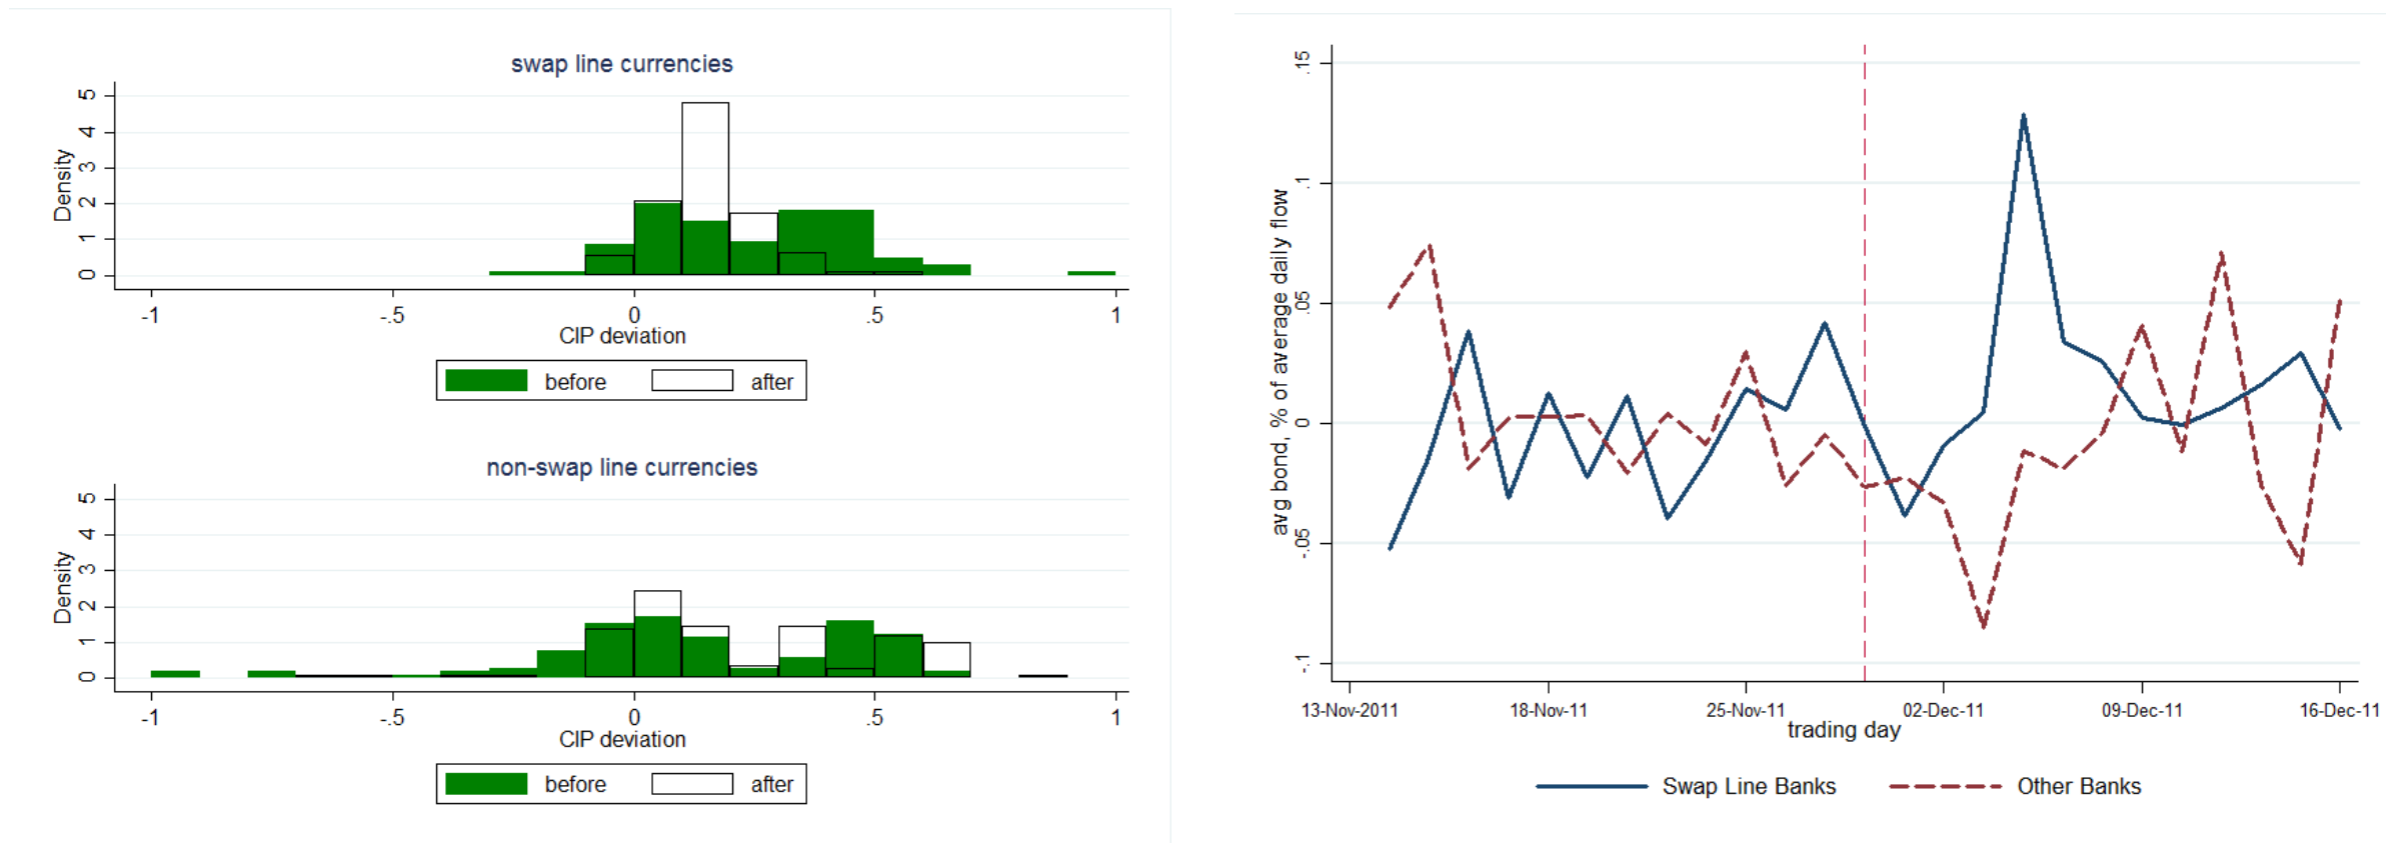 swap line currencies
Density
5
4
3
2
1
0
-1 -.5 0 .5 1
CIP deviation
before after
non-swap line currencies
Density
5
4
3
2
1
0
-1 -.5 0 .5 1
CIP deviation
before after
avg bond, % of average daily flow
.15
.1
.05
0
-.05
-.1
13-Nov-2011 18-Nov-11 25-Nov-11 02-Dec-11 09-Dec-11 16-Dec-11
trading day
Swap Line Banks Other Banks